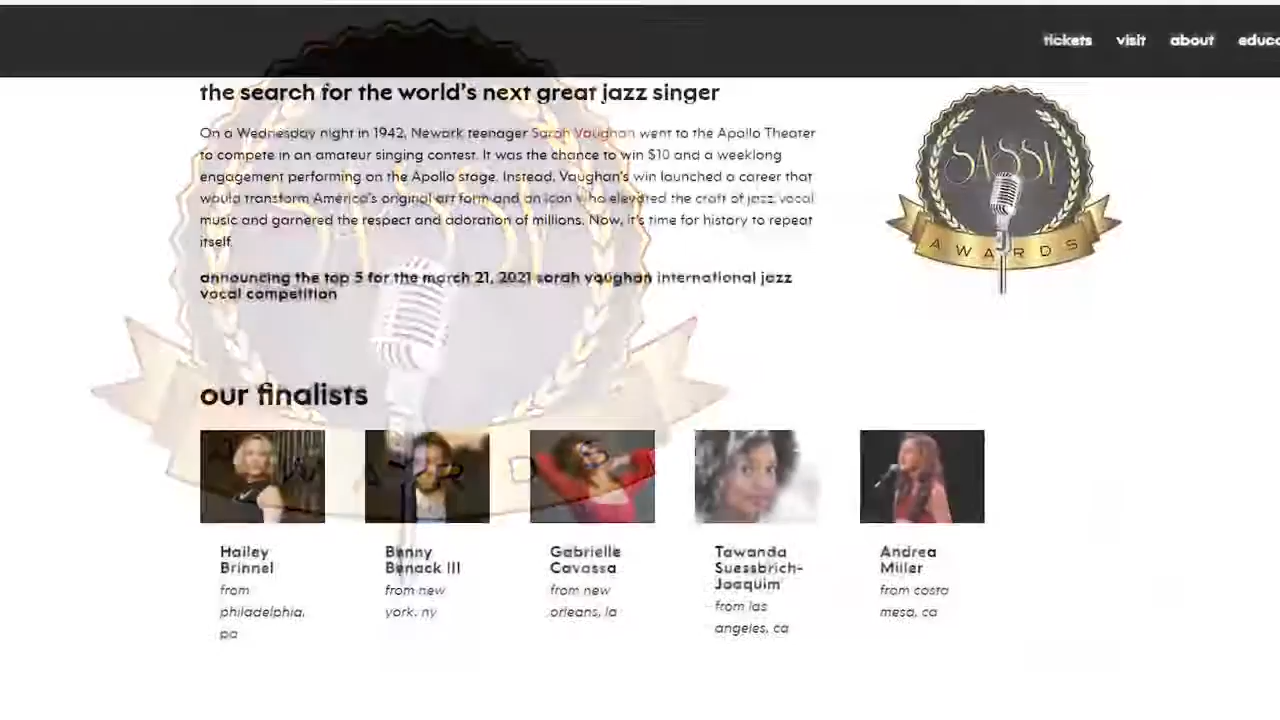 tickets visit about educa
the search for the world's next great jazz singer
On a Wednesday night in 1942, Newark teenager Sarah Vaughan went to the Apollo Theater
to compete in an amateur singing contest. It was the chance to win $10 and a weeklong
engagement performing on the Apollo stage. Instead, Vaughan's win launched a career that
would transform America's original art form and an icon who elevated the craft of jazz vocal
music and garnered the respect and adoration of millions. Now, it's time for history to repeat
itself.
SASSY
AWARDS
announcing the top 5 for the march 21, 2021 sarah vaughan international jazz
vocal competition
our finalists
AWARDS
Hailey
Brinnel
from
philadelphia,
pa
Benny
Benack III
from new
york, ny
Gabrielle
Cavassa
from new
orleans, la
Tawanda
Suessbrich-
Joaquim
from los
angeles, ca
Andrea
Miller
from costa
mesa, ca